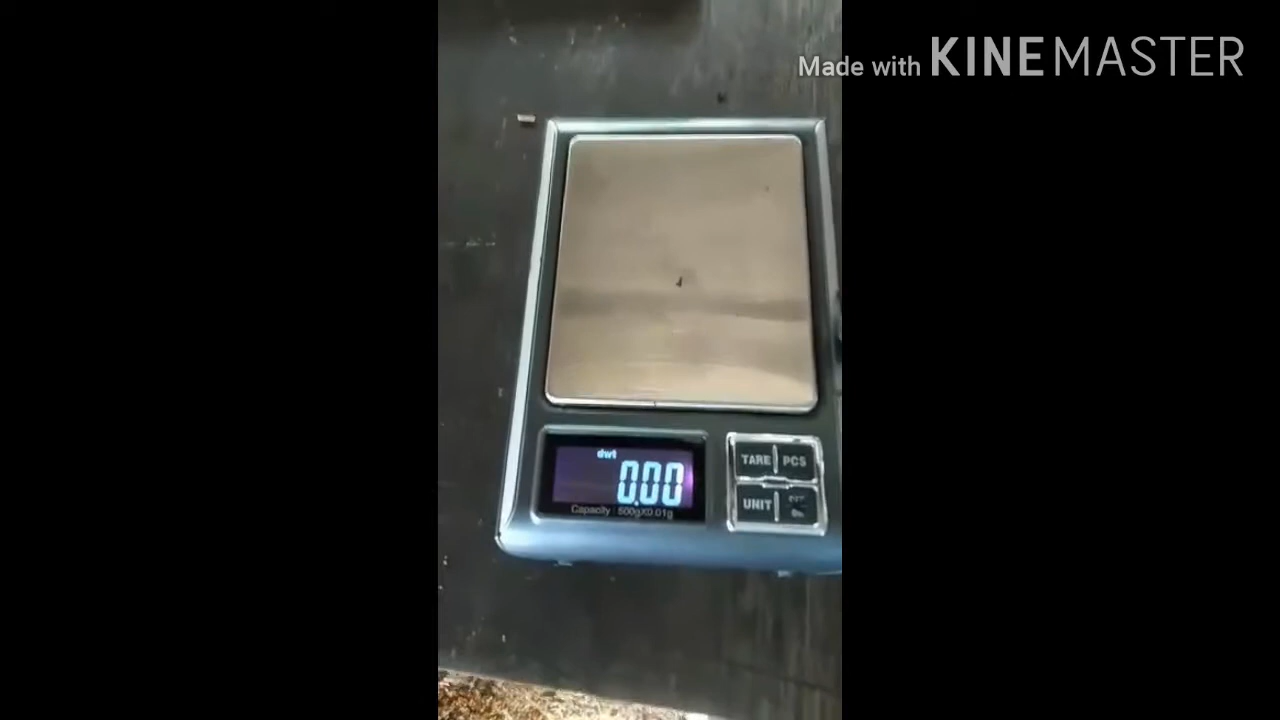 Made with KINEMASTER
dwt
0.00
Capacity : 500gX0.01g
TARE PCS
UNIT